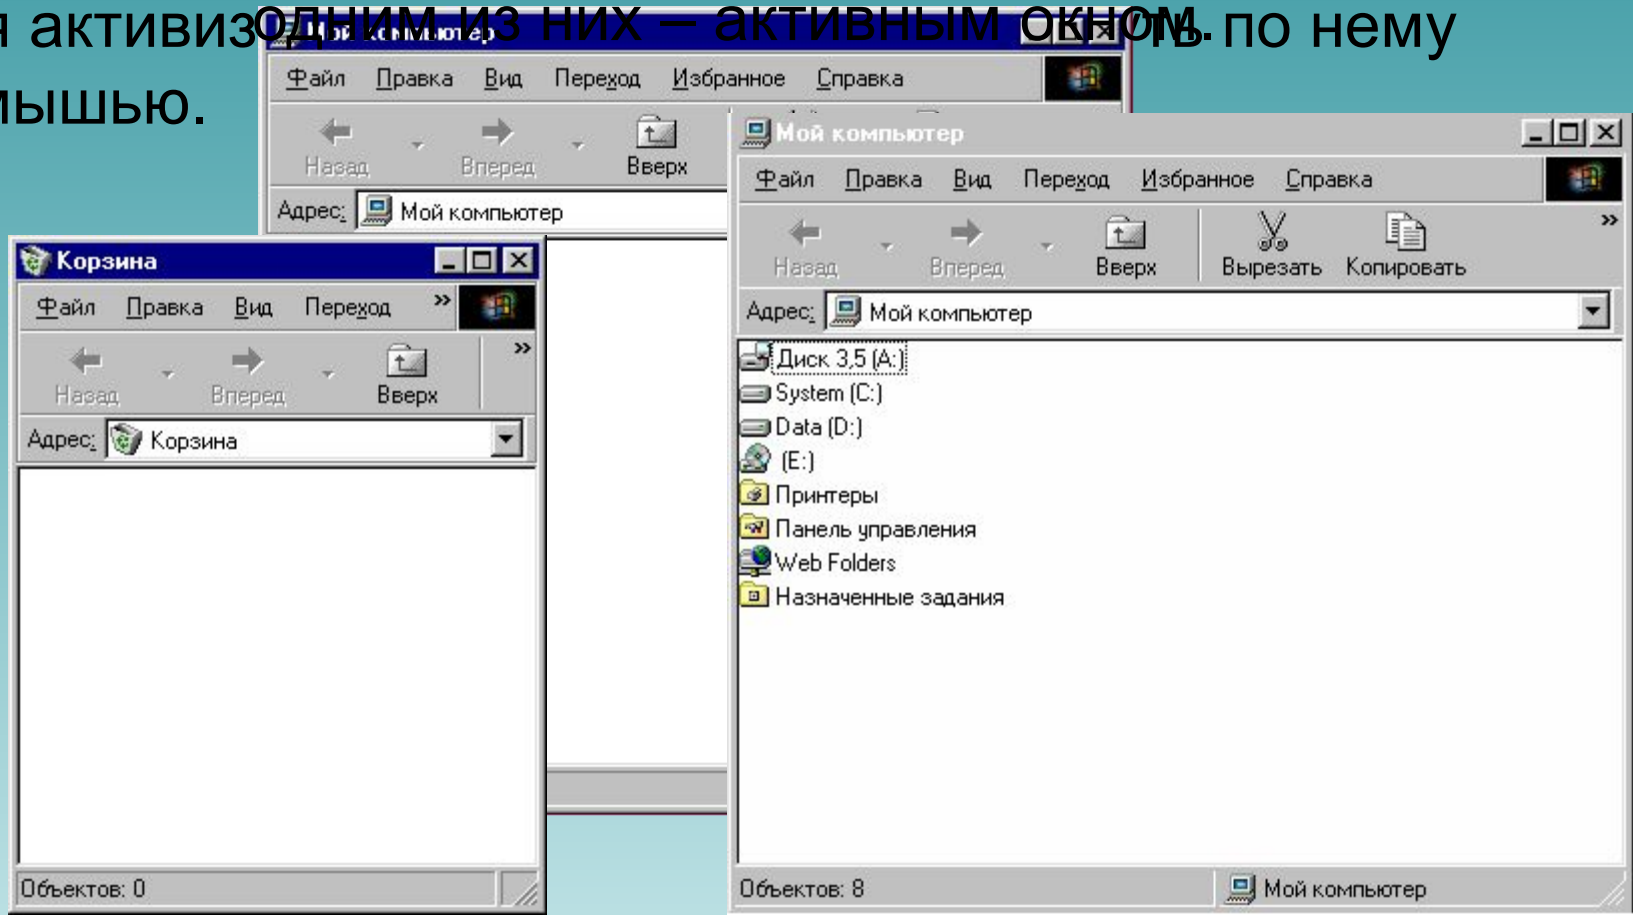 одним из них – активным окном.
по нему
мышью.
Мой компьютер
Файл Правка Вид Переход Избранное Справка
Назад Вперед Вверх
Адрес: Мой компьютер
Корзина
Файл Правка Вид Переход »
Назад Вперед Вверх »
Адрес: Корзина
Объектов: 0
Мой компьютер
Файл Правка Вид Переход Избранное Справка
Назад Вперед Вверх Вырезать Копировать »
Адрес: Мой компьютер
Диск 3,5 (A:)
System (C:)
Data (D:)
(E:)
Принтеры
Панель управления
Web Folders
Назначенные задания
Объектов: 8 Мой компьютер